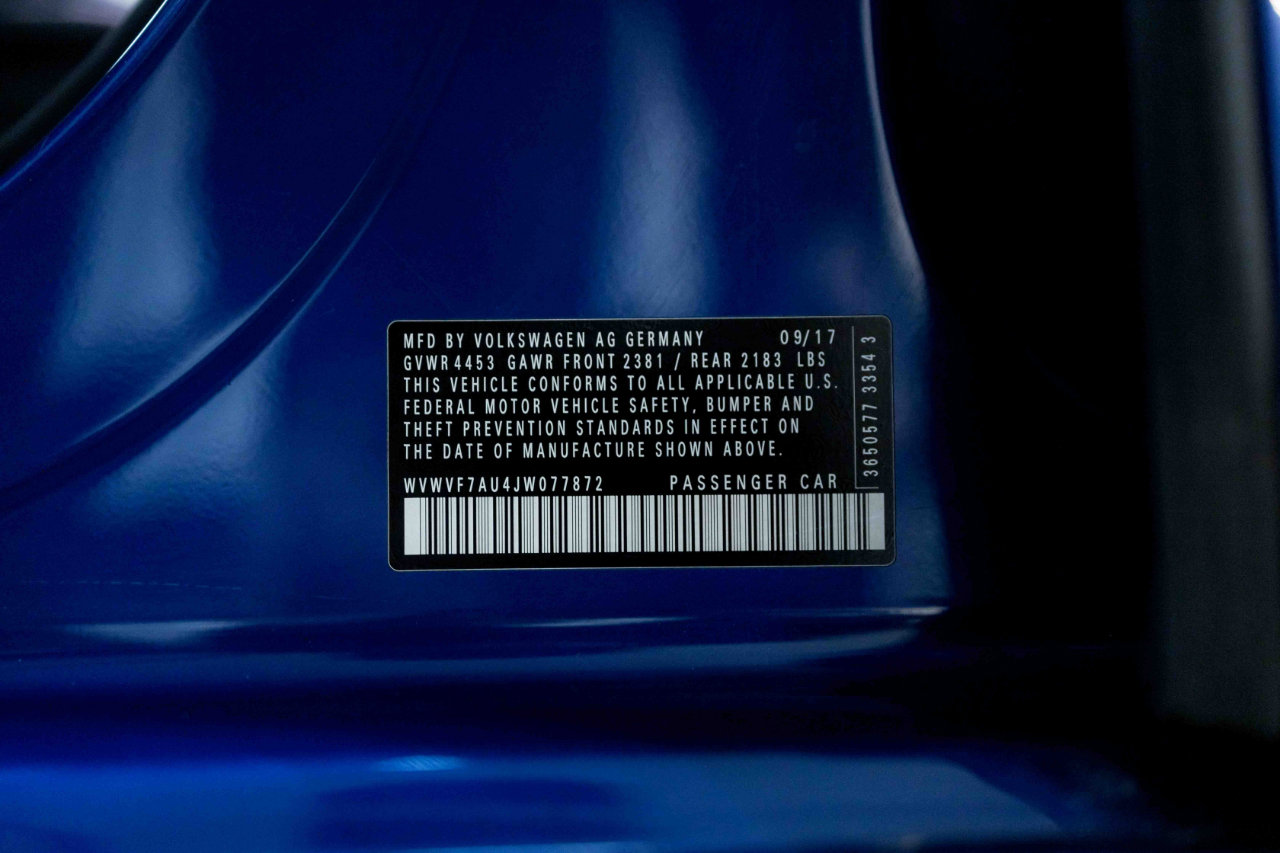 MFD BY VOLKSWAGEN AG GERMANY 09/17
GVWR 4453 GAWR FRONT 2381 / REAR 2183 LBS
THIS VEHICLE CONFORMS TO ALL APPLICABLE U.S.
FEDERAL MOTOR VEHICLE SAFETY, BUMPER AND
THEFT PREVENTION STANDARDS IN EFFECT ON
THE DATE OF MANUFACTURE SHOWN ABOVE.
WVWVF7AU4JW077872 PASSENGER CAR
3650577 3354 3